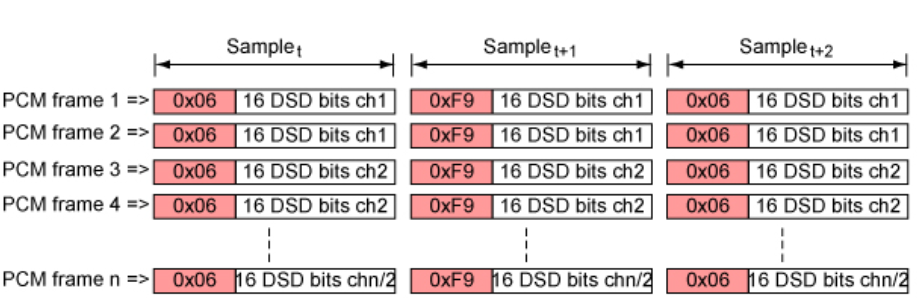 Sample t Sample t+1 Sample t+2
PCM frame 1 => 0x06 16 DSD bits ch1 0xF9 16 DSD bits ch1 0x06 16 DSD bits ch1
PCM frame 2 => 0x06 16 DSD bits ch1 0xF9 16 DSD bits ch1 0x06 16 DSD bits ch1
PCM frame 3 => 0x06 16 DSD bits ch2 0xF9 16 DSD bits ch2 0x06 16 DSD bits ch2
PCM frame 4 => 0x06 16 DSD bits ch2 0xF9 16 DSD bits ch2 0x06 16 DSD bits ch2
PCM frame n => 0x06 16 DSD bits chn/2 0xF9 16 DSD bits chn/2 0x06 16 DSD bits chn/2